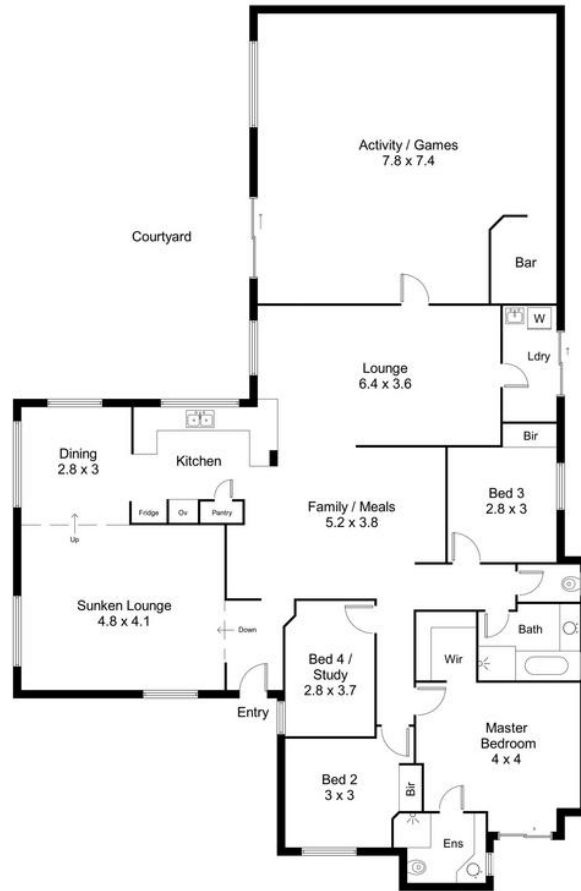 Activity / Games
7.8 x 7.4
Courtyard
Bar
W
Ldry
Lounge
6.4 x 3.6
Bir
Dining
2.8 x 3
Kitchen
Bed 3
2.8 x 3
Family / Meals
5.2 x 3.8
Fridge
Ov
Pantry
Up
Sunken Lounge
4.8 x 4.1
Down
Bath
Wir
Bed 4 /
Study
2.8 x 3.7
Entry
Master
Bedroom
4 x 4
Bed 2
3 x 3
Bir
Ens